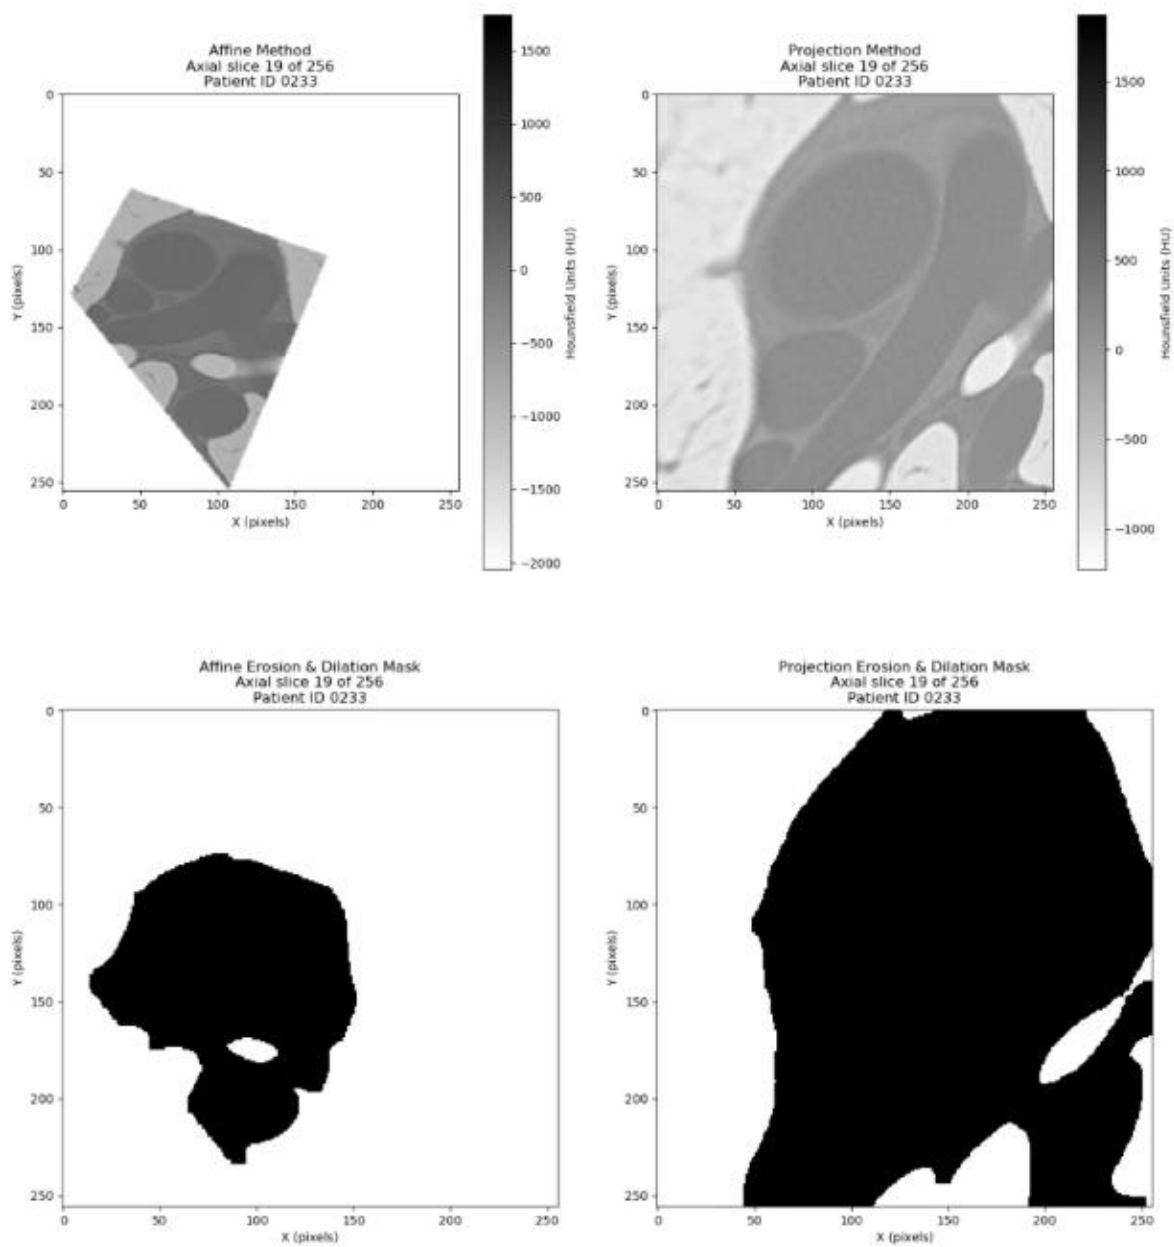 Affine Method
Axial slice 19 of 256
Patient ID 0233
0
50
100
150
200
250
Y (pixels)
0
50
100
150
200
250
X (pixels)
1500
1000
500
0
−500
−1000
−1500
−2000
Hounsfield Units (HU)
Projection Method
Axial slice 19 of 256
Patient ID 0233
0
50
100
150
200
250
Y (pixels)
0
50
100
150
200
250
X (pixels)
1500
1000
500
0
−500
−1000
Hounsfield Units (HU)
Affine Erosion & Dilation Mask
Axial slice 19 of 256
Patient ID 0233
0
50
100
150
200
250
Y (pixels)
0
50
100
150
200
250
X (pixels)
Projection Erosion & Dilation Mask
Axial slice 19 of 256
Patient ID 0233
0
50
100
150
200
250
Y (pixels)
0
50
100
150
200
250
X (pixels)